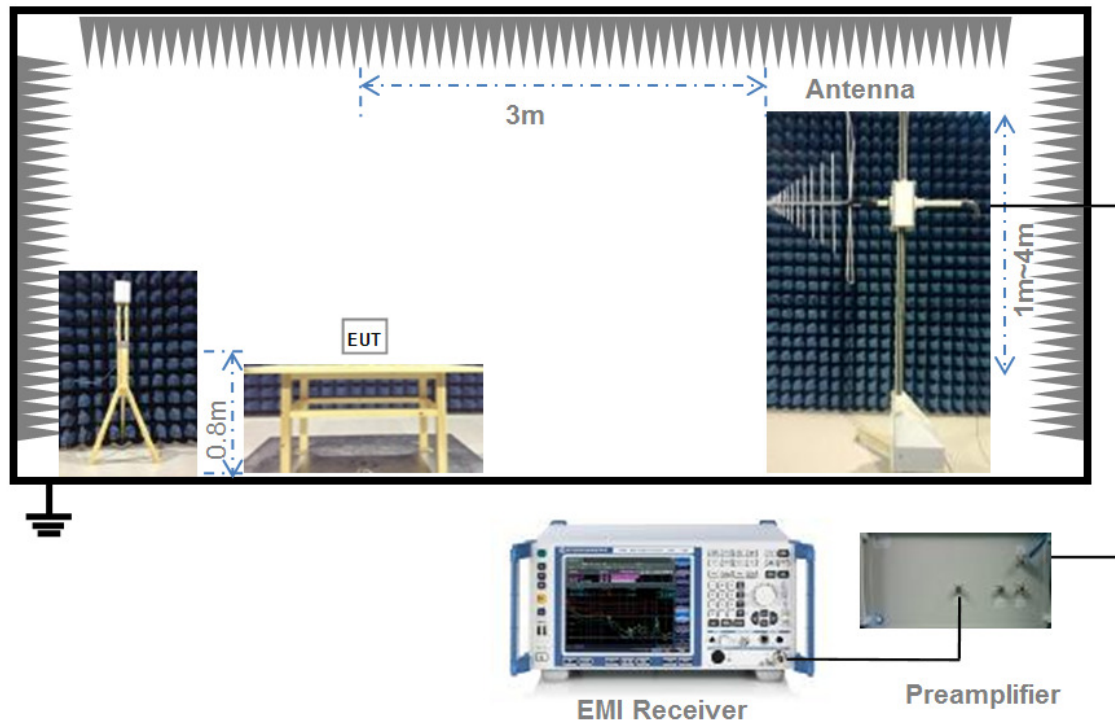 Antenna
3m
1m~4m
EUT
0.8m
EMI Receiver
Preamplifier